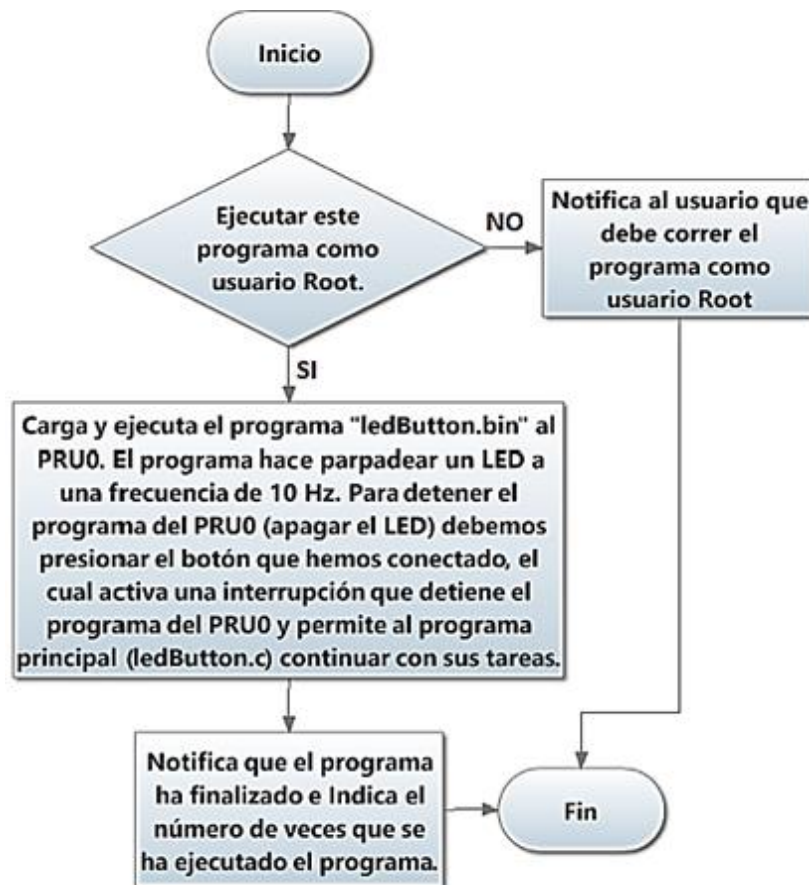 Inicio
Ejecutar este
programa como
usuario Root.
NO
Notifica al usuario que
debe correr el
programa como
usuario Root
SI
Carga y ejecuta el programa "ledButton.bin" al
PRU0. El programa hace parpadear un LED a
una frecuencia de 10 Hz. Para detener el
programa del PRU0 (apagar el LED) debemos
presionar el botón que hemos conectado, el
cual activa una interrupción que detiene el
programa del PRU0 y permite al programa
principal (ledButton.c) continuar con sus tareas.
Notifica que el programa
ha finalizado e Indica el
número de veces que se
ha ejecutado el programa.
Fin